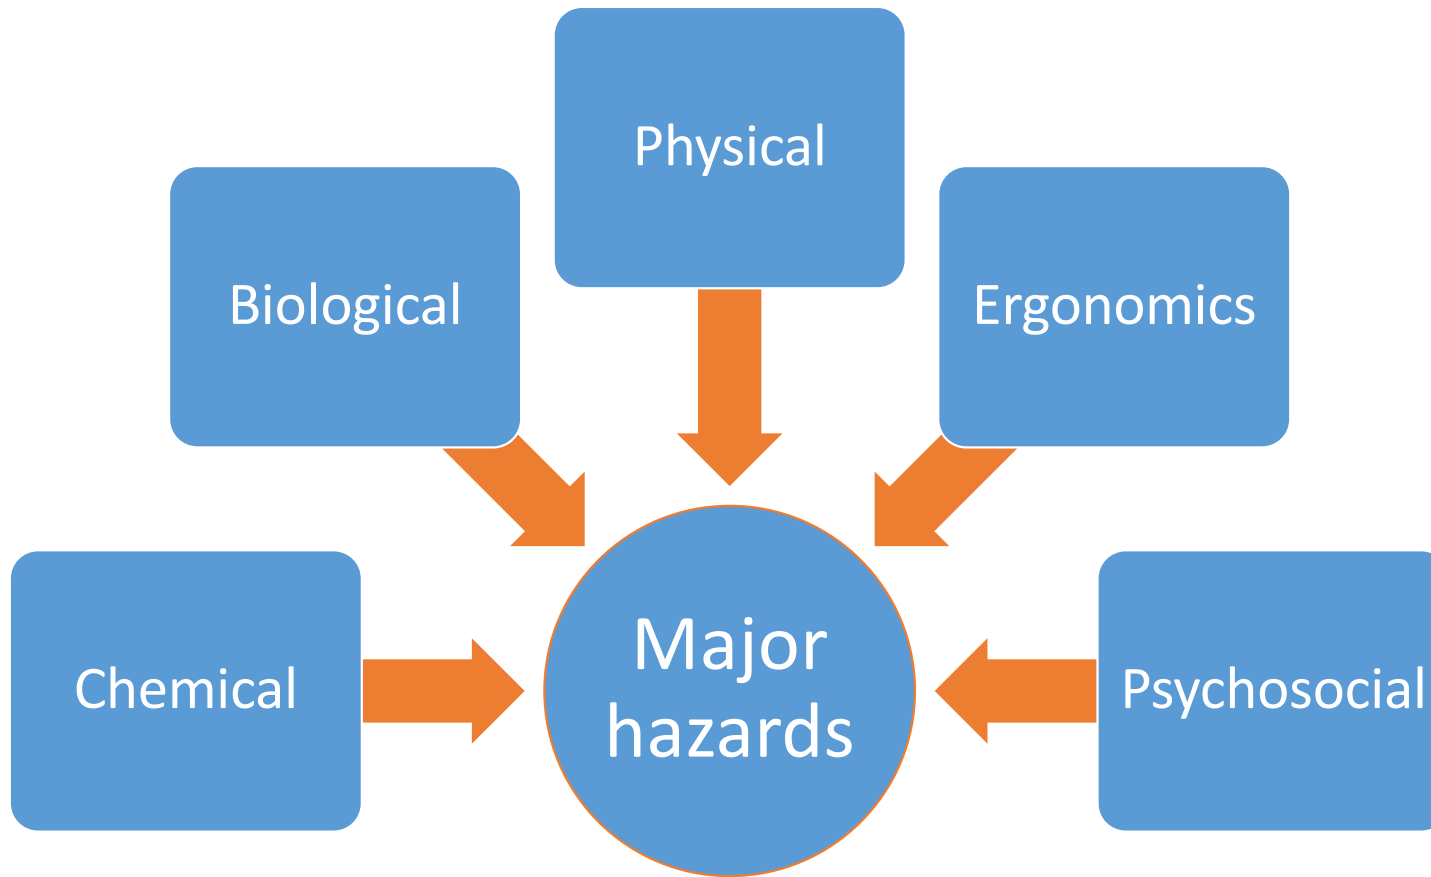 Physical
Biological
Ergonomics
Major
hazards
Chemical
Psychosocial